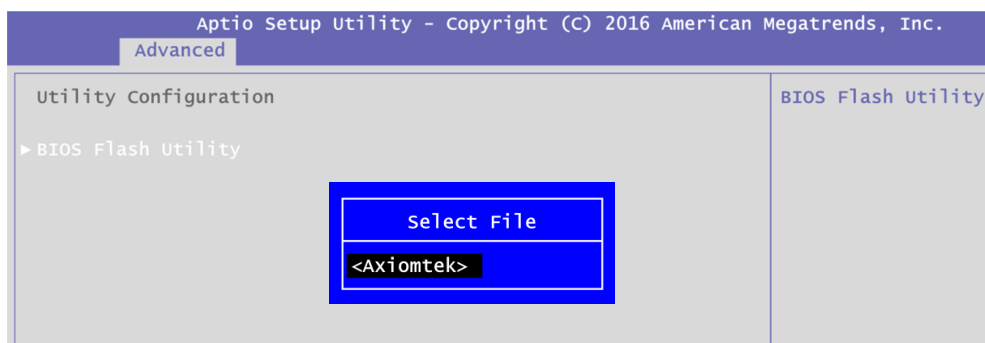 Aptio Setup Utility - Copyright (C) 2016 American Megatrends, Inc.
Advanced
Utility Configuration
BIOS Flash Utility
►BIOS Flash Utility
Select File
<Axiomtek>